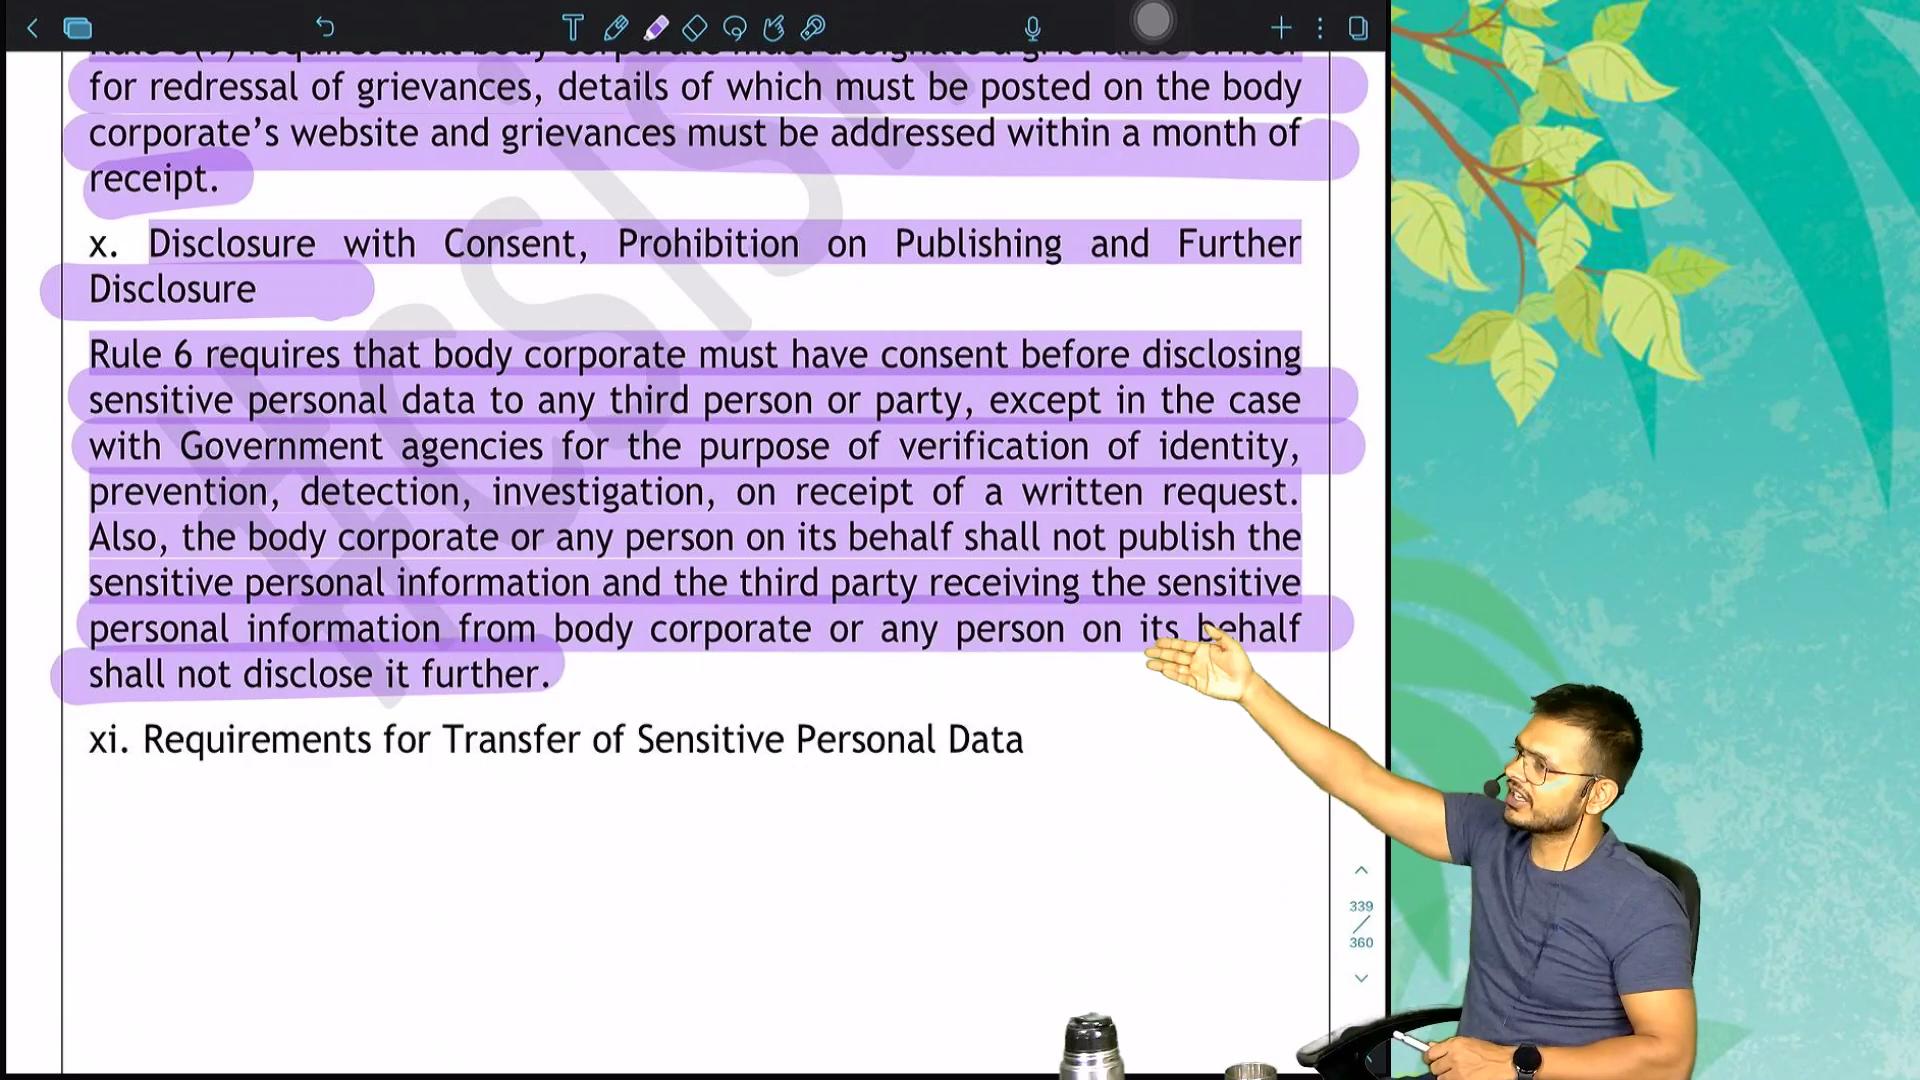 for redressal of grievances, details of which must be posted on the body
corporate’s website and grievances must be addressed within a month of
receipt.
x. Disclosure with Consent, Prohibition on Publishing and Further
Disclosure
Rule 6 requires that body corporate must have consent before disclosing
sensitive personal data to any third person or party, except in the case
with Government agencies for the purpose of verification of identity,
prevention, detection, investigation, on receipt of a written request.
Also, the body corporate or any person on its behalf shall not publish the
sensitive personal information and the third party receiving the sensitive
personal information from body corporate or any person on its behalf
shall not disclose it further.
xi. Requirements for Transfer of Sensitive Personal Data
339
360